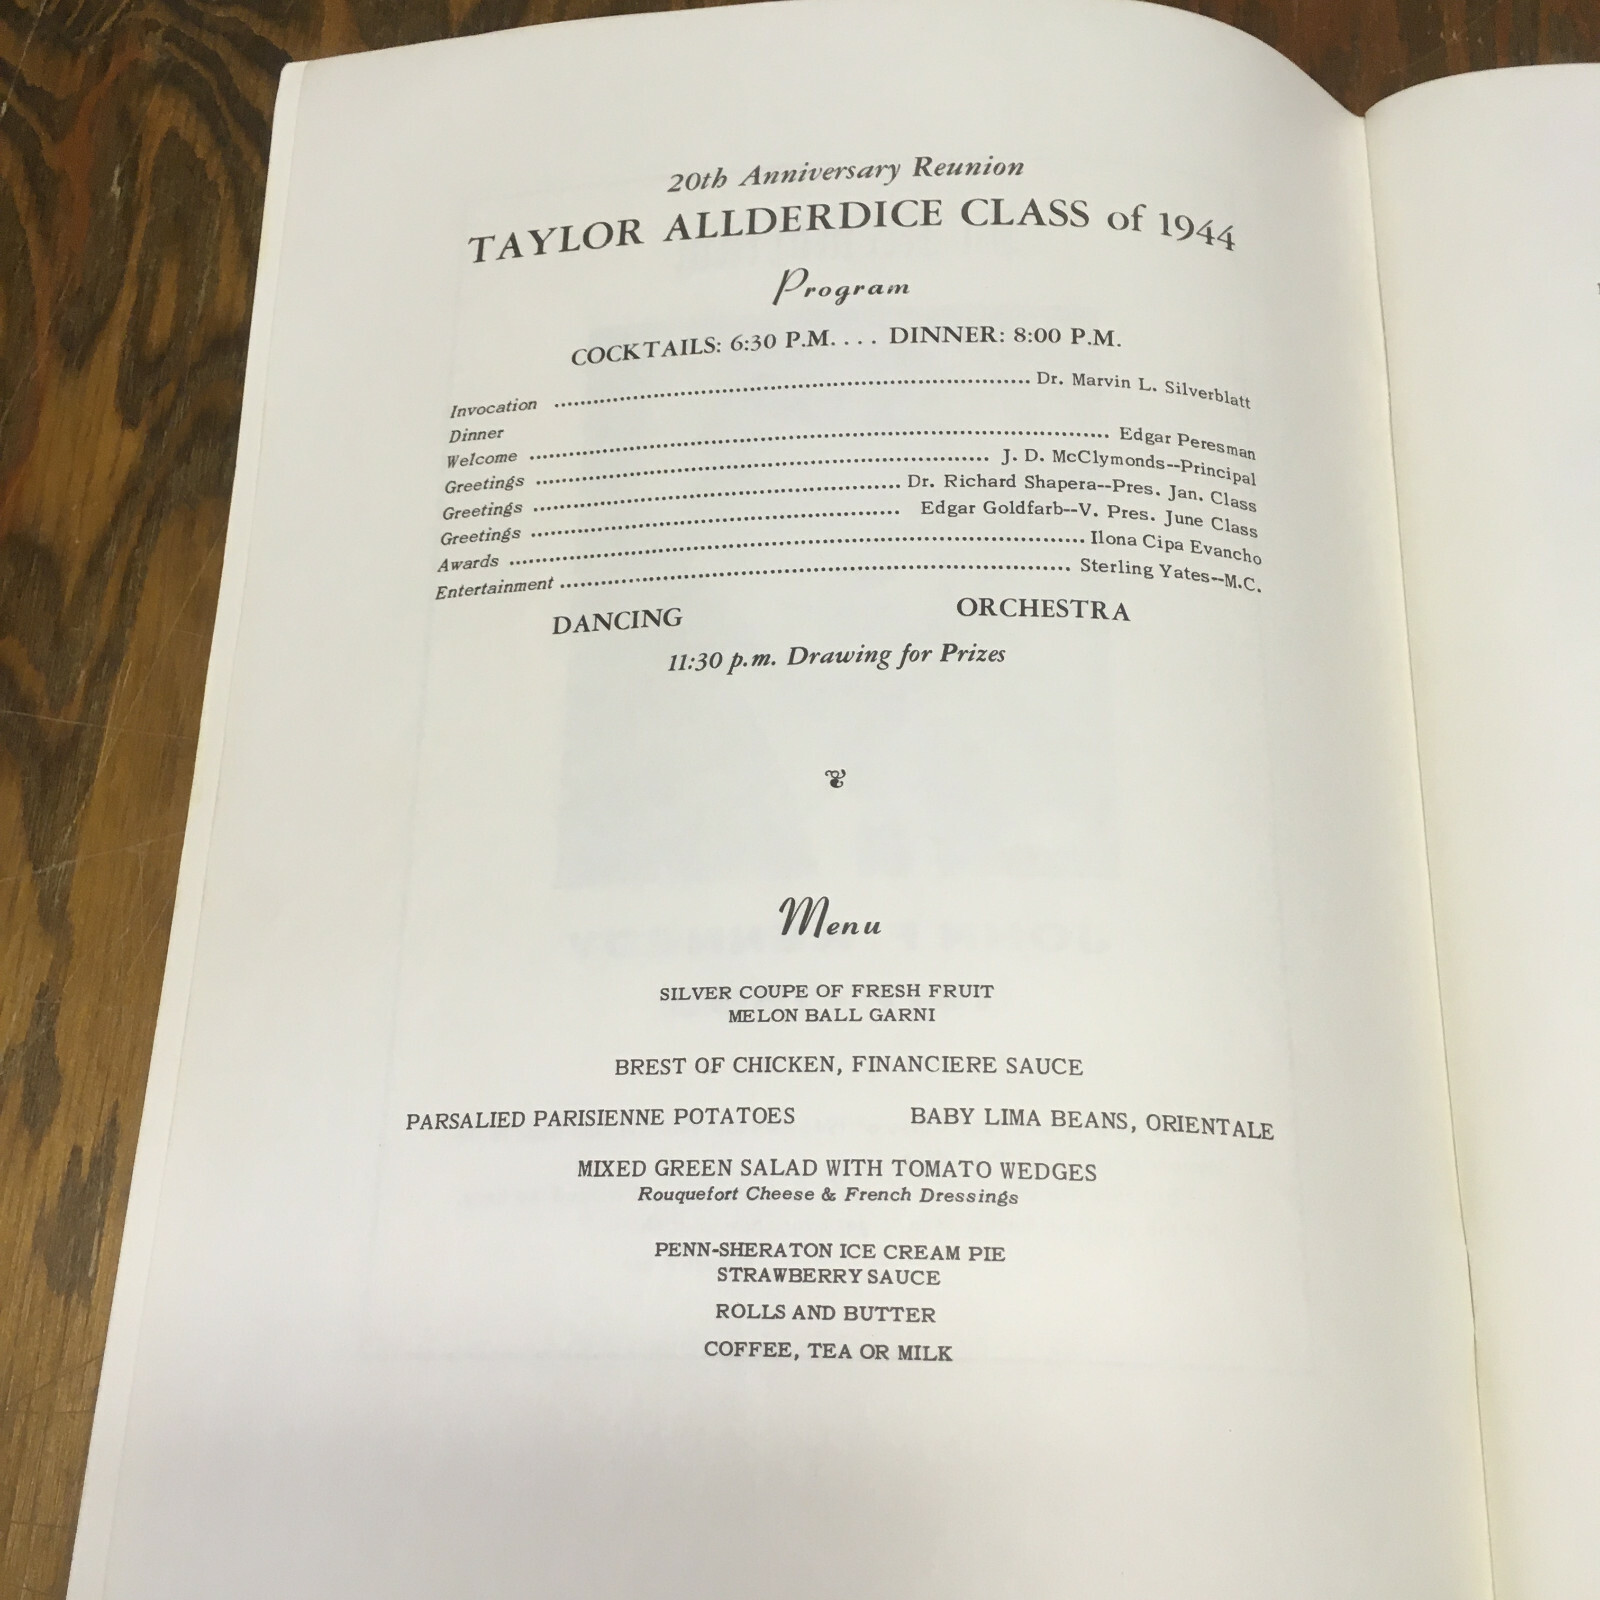 20th Anniversary Reunion
TAYLOR ALLDERDICE CLASS of 1944
Program
COCKTAILS: 6:30 P.M. . . . DINNER: 8:00 P.M.
Invocation ........ Dr. Marvin L. Silverblatt
Dinner
Welcome ........ Edgar Peresman
Greetings ........ J. D. McClymonds--Principal
Greetings ........ Dr. Richard Shapera--Pres. Jan. Class
Greetings ........ Edgar Goldfarb--V. Pres. June Class
Awards ........ Ilona Cipa Evancho
Entertainment ........ Sterling Yates--M.C.
DANCING ORCHESTRA
11:30 p.m. Drawing for Prizes
Menu
SILVER COUPE OF FRESH FRUIT
MELON BALL GARNI
BREST OF CHICKEN, FINANCIERE SAUCE
PARSALIED PARISIENNE POTATOES BABY LIMA BEANS, ORIENTALE
MIXED GREEN SALAD WITH TOMATO WEDGES
Rouquefort Cheese & French Dressings
PENN-SHERATON ICE CREAM PIE
STRAWBERRY SAUCE
ROLLS AND BUTTER
COFFEE, TEA OR MILK